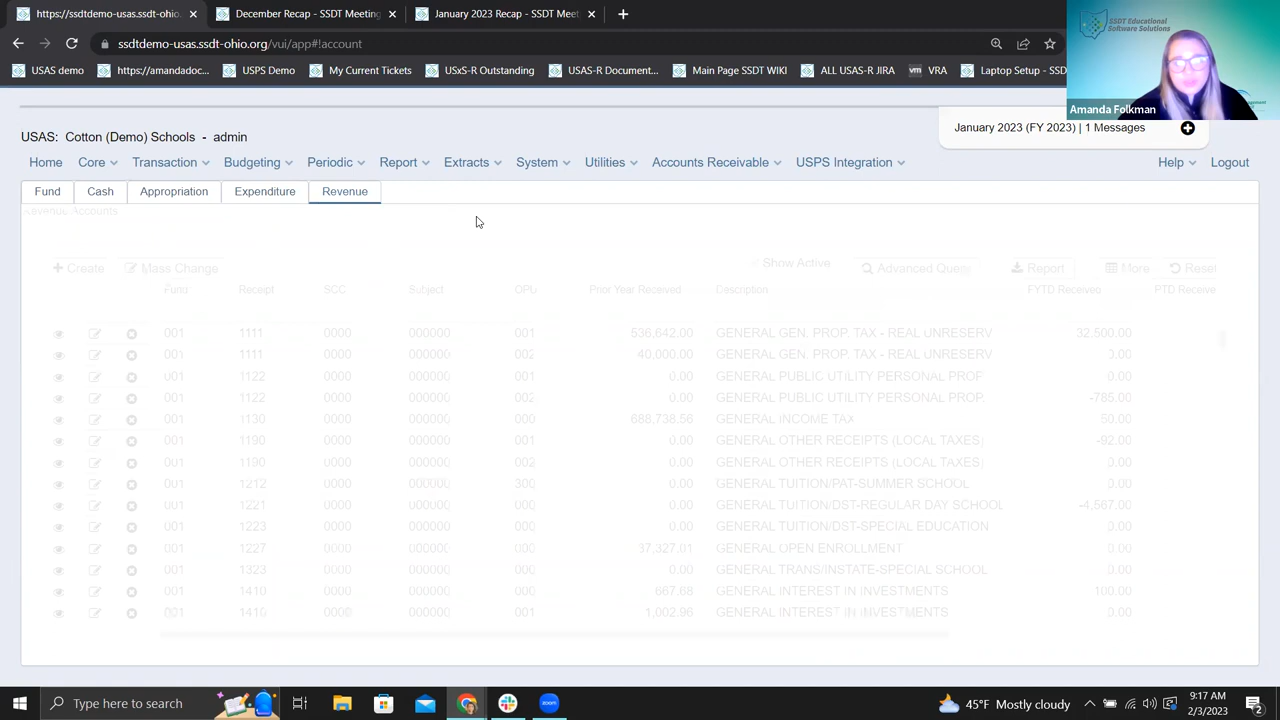 USAS Meeting
2023 Recap - SSDT Meeti
January 2023 Recap - SSDT Meet
ssdtdemo-usas.ssdt-ohio.org/vui/app#!account
USAS demo https://amandadoc... USPS Demo My Current Tickets USxS-R Outstanding USAS-R Document... Main Page SSDT WIKI ALL USAS-R JIRA vm VRA Laptop Setup - SSD
SSDT Educational
Software Solutions
Amanda Folkman
USAS: Cotton (Demo) Schools - admin
January 2023 (FY 2023) | 1 Messages
Home Core Transaction Budgeting Periodic Report Extracts System Utilities Accounts Receivable USPS Integration Help Logout
Fund Cash Appropriation Expenditure Revenue
Revenue Accounts
Create Mass Change Show Active Advanced Query Report More Reset
Fund Receipt SCC Subject OPU Prior Year Received Description FYTD Received PTD Receive
001 1111 0000 000000 001 536,642.00 GENERAL GEN. PROP. TAX - REAL UNRESERV 32,500.00
001 1111 0000 000000 002 40,000.00 GENERAL GEN. PROP. TAX - REAL UNRESERV 0.00
001 1122 0000 000000 001 0.00 GENERAL PUBLIC UTILITY PERSONAL PROP. 0.00
001 1122 0000 000000 002 0.00 GENERAL PUBLIC UTILITY PERSONAL PROP. -785.00
001 1130 0000 000000 000 688,738.56 GENERAL INCOME TAX 50.00
001 1190 0000 000000 001 0.00 GENERAL OTHER RECEIPTS (LOCAL TAXES) -92.00
001 1190 0000 000000 002 0.00 GENERAL OTHER RECEIPTS (LOCAL TAXES) 0.00
001 1212 0000 000000 300 0.00 GENERAL TUITION/PAT-SUMMER SCHOOL 0.00
001 1221 0000 000000 000 0.00 GENERAL TUITION/DST-REGULAR DAY SCHOOL -4,567.00
001 1223 0000 000000 000 0.00 GENERAL TUITION/DST-SPECIAL EDUCATION 0.00
001 1227 0000 000000 000 37,327.01 GENERAL OPEN ENROLLMENT 0.00
001 1323 0000 000000 000 0.00 GENERAL TRANS/INSTATE-SPECIAL SCHOOL 0.00
001 1410 0000 000000 000 667.68 GENERAL INTEREST IN INVESTMENTS 100.00
001 1410 0000 000000 001 1,002.96 GENERAL INTEREST IN INVESTMENTS 0.00
Type here to search
zoom
45°F Mostly cloudy
9:17 AM
2/3/2023
2